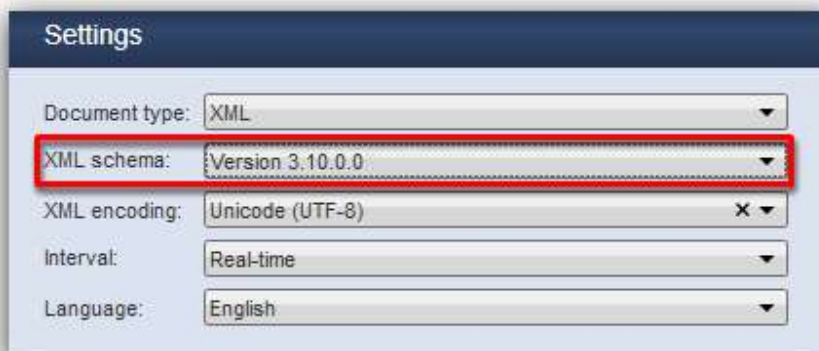 Settings
Document type: XML
XML schema: Version 3.10.0.0
XML encoding: Unicode (UTF-8)
Interval: Real-time
Language: English